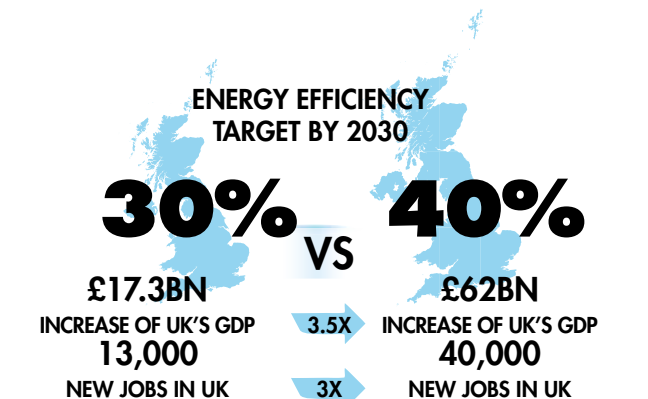 ENERGY EFFICIENCY
TARGET BY 2030
30%
VS
40%
£17.3BN
£62BN
INCREASE OF UK'S GDP
3.5X
INCREASE OF UK'S GDP
13,000
40,000
NEW JOBS IN UK
3X
NEW JOBS IN UK